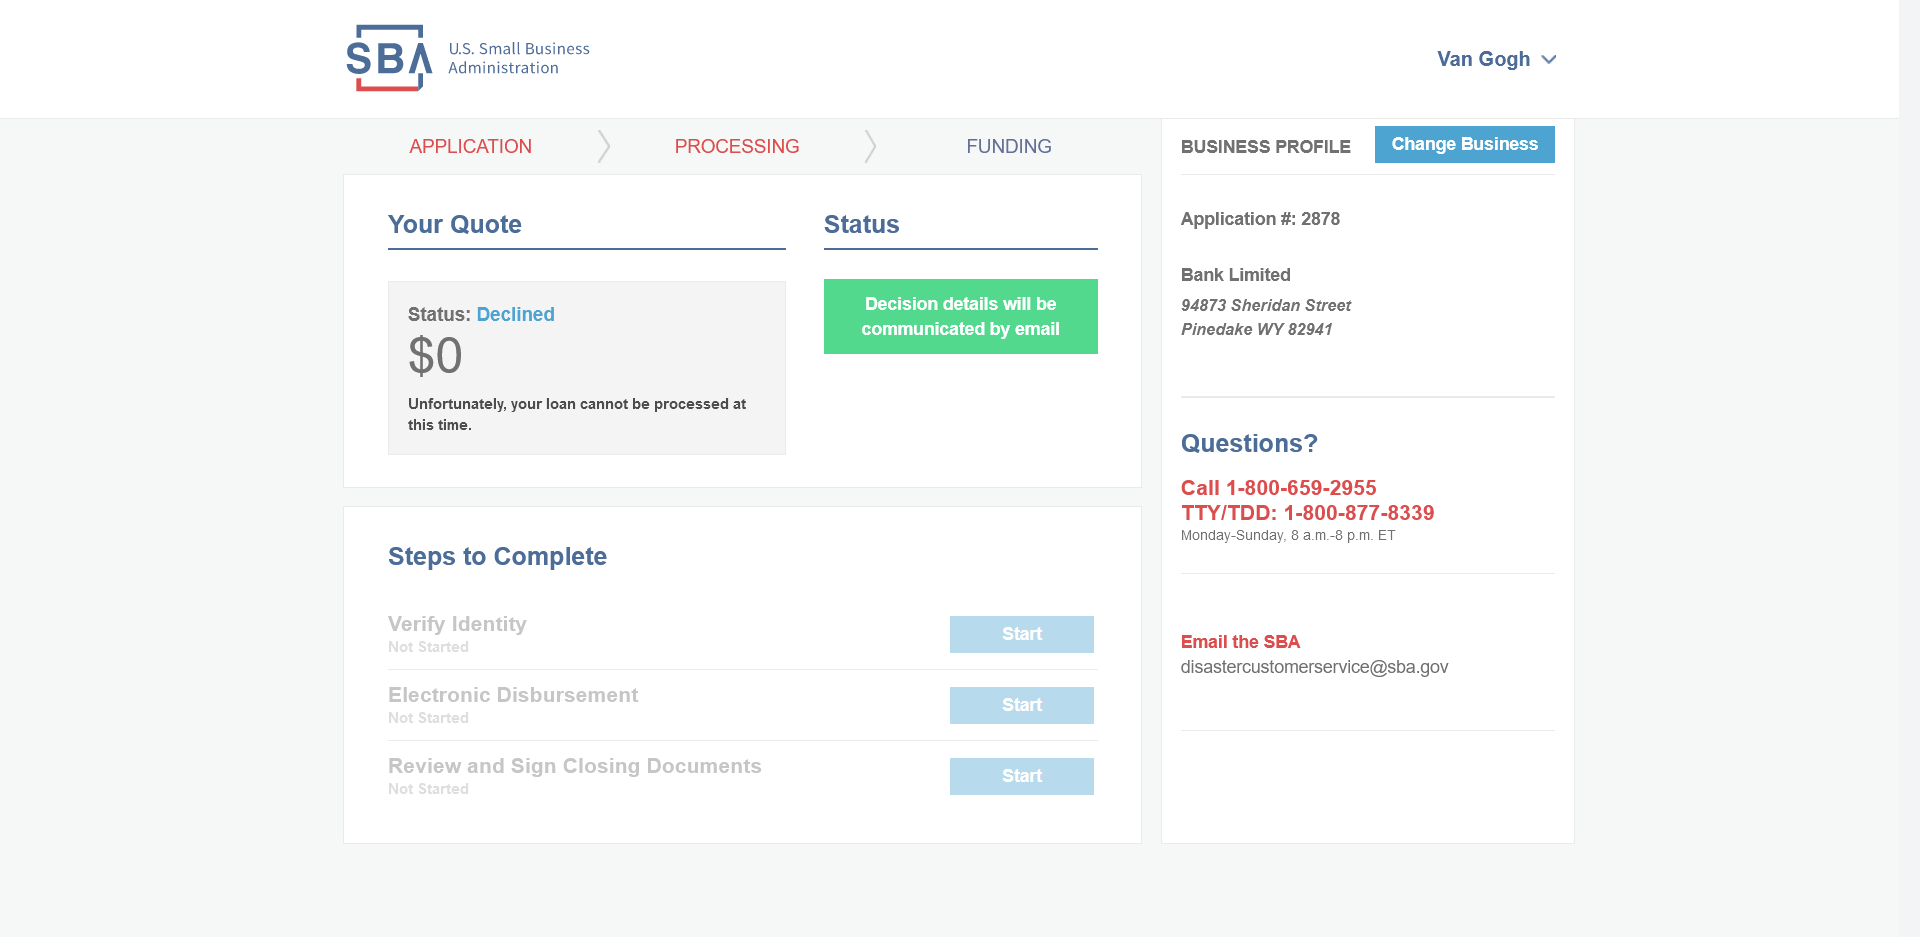 SBA
U.S. Small Business
Administration
Van Gogh
APPLICATION
PROCESSING
FUNDING
Your Quote
Status: Declined
$0
Unfortunately, your loan cannot be processed at
this time.
Status
Decision details will be
communicated by email
Steps to Complete
Verify Identity
Not Started
Start
Electronic Disbursement
Not Started
Start
Review and Sign Closing Documents
Not Started
Start
BUSINESS PROFILE
Change Business
Application #: 2878
Bank Limited
94873 Sheridan Street
Pinedake WY 82941
Questions?
Call 1-800-659-2955
TTY/TDD: 1-800-877-8339
Monday-Sunday, 8 a.m.-8 p.m. ET
Email the SBA
disastercustomerservice@sba.gov